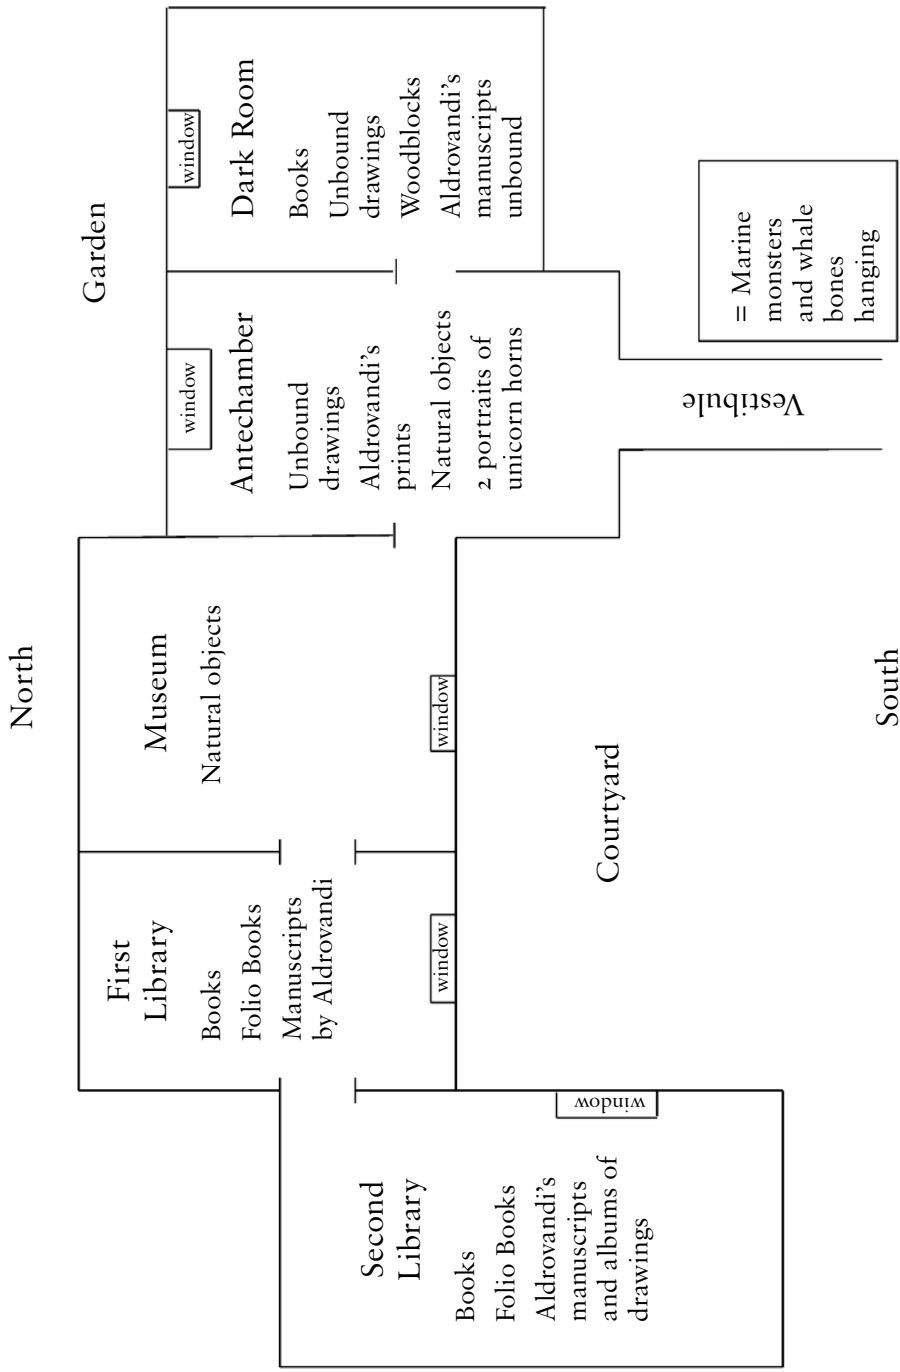 North
Garden
window
window
Dark Room
Books
Unbound
drawings
Woodblocks
Aldrovandi’s
manuscripts
unbound
Antechamber
Unbound
drawings
Aldrovandi’s
prints
Natural objects
2 portraits of
unicorn horns
Museum
Natural objects
window
First
Library
Books
Folio Books
Manuscripts
by Aldrovandi
window
Second
Library
Books
Folio Books
Aldrovandi’s
manuscripts
and albums of
drawings
window
Courtyard
Vestibule
= Marine
monsters
and whale
bones
hanging
South